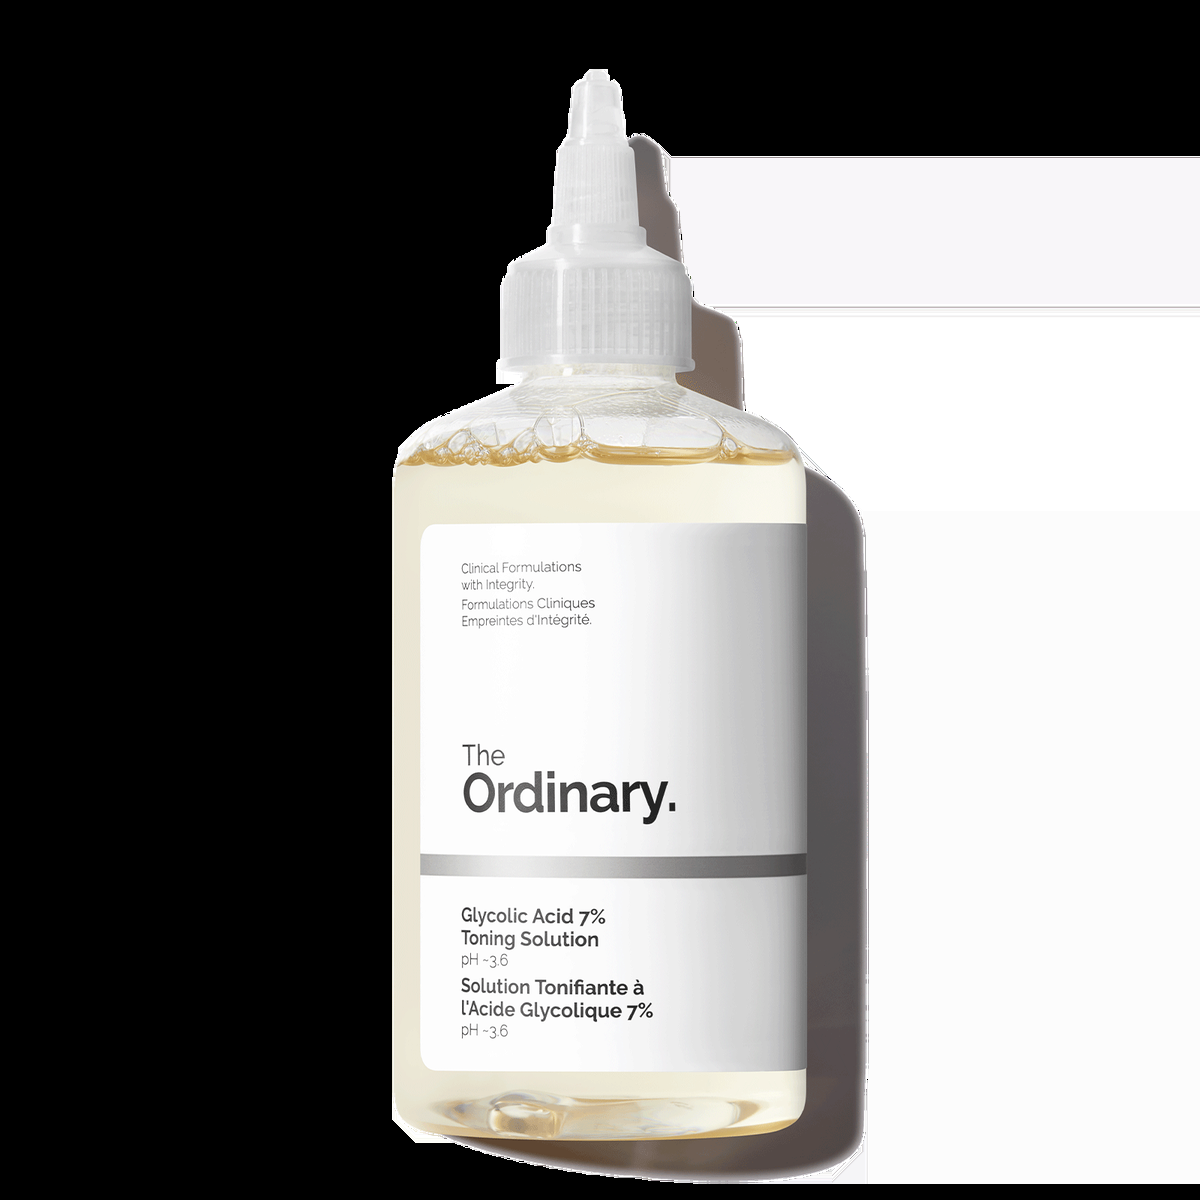 Clinical Formulations
with Integrity.
Formulations Cliniques
Empreintes d'Intégrité.
The
Ordinary.
Glycolic Acid 7%
Toning Solution
pH ~3.6
Solution Tonifiante à
l'Acide Glycolique 7%
pH ~3.6